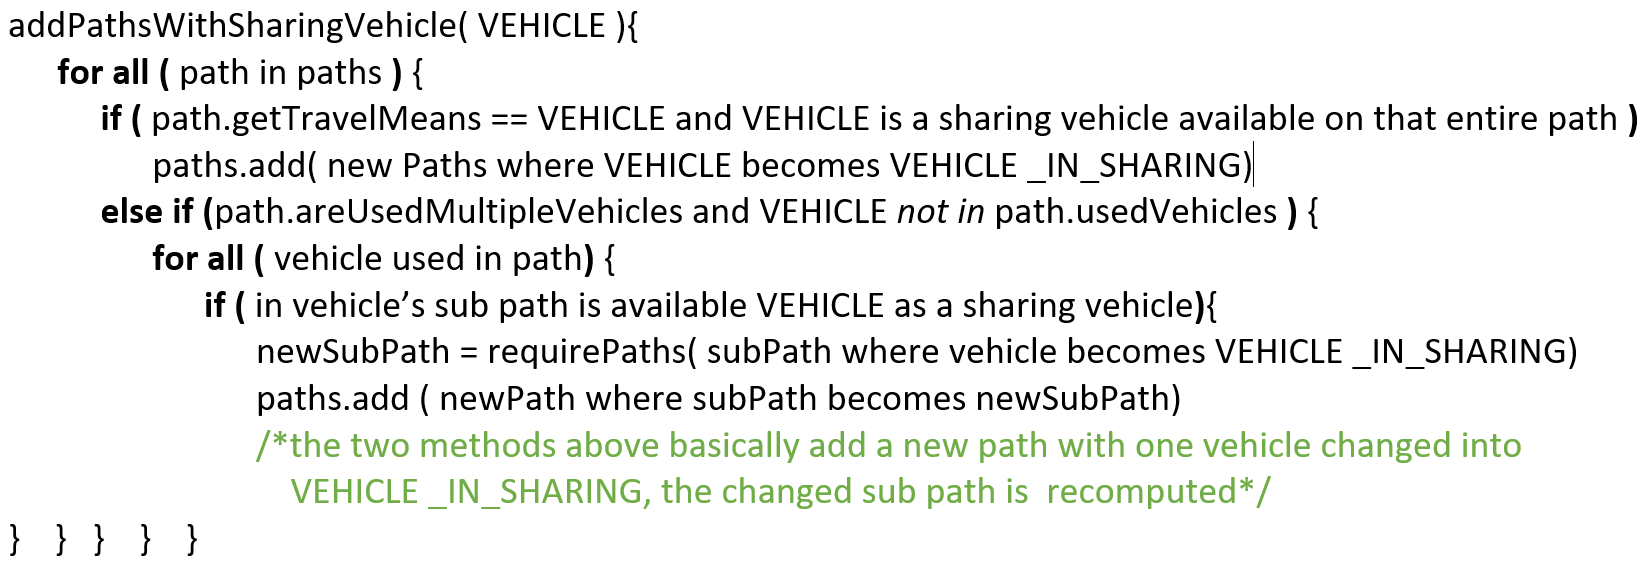 addPathsWithSharingVehicle( VEHICLE ){
for all ( path in paths ) {
if ( path.getTravelMeans == VEHICLE and VEHICLE is a sharing vehicle available on that entire path )
paths.add( new Paths where VEHICLE becomes VEHICLE _IN_SHARING)
else if (path.areUsedMultipleVehicles and VEHICLE not in path.usedVehicles ) {
for all ( vehicle used in path) {
if ( in vehicle’s sub path is available VEHICLE as a sharing vehicle){
newSubPath = requirePaths( subPath where vehicle becomes VEHICLE _IN_SHARING)
paths.add ( newPath where subPath becomes newSubPath)
/*the two methods above basically add a new path with one vehicle changed into
VEHICLE _IN_SHARING, the changed sub path is  recomputed*/
} } } } }